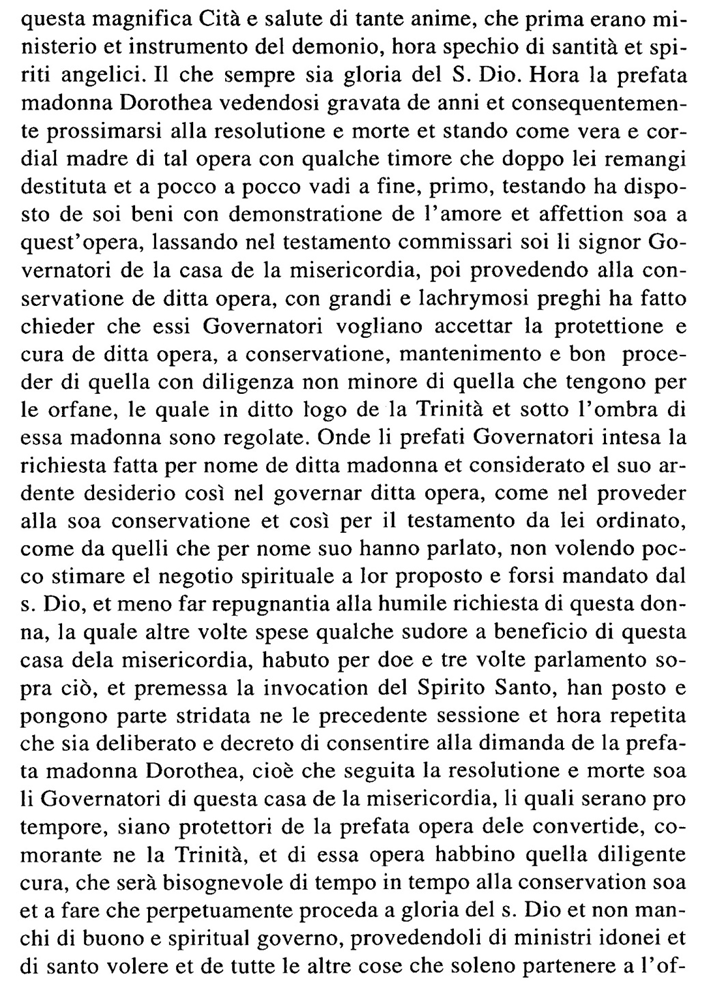 questa magnifica Cità e salute di tante anime, che prima erano mi-
nisterio et instrumento del demonio, hora spechio di santità et spi-
riti angelici. Il che sempre sia gloria del S. Dio. Hora la prefata
madonna Dorothea vedendosi gravata de anni et consequentemen-
te prossimarsi alla resolutione e morte et stando come vera e cor-
dial madre di tal opera con qualche timore che doppo lei remangi
destituta et a pocco a pocco vadi a fine, primo, testando ha dispo-
sto de soi beni con demonstratione de l'amore et affettion soa a
quest'opera, lassando nel testamento commissari soi li signor Go-
vernatori de la casa de la misericordia, poi provedendo alla con-
servatione de ditta opera, con grandi e lachrymosi preghi ha fatto
chieder che essi Governatori vogliano accettar la protettione e
cura de ditta opera, a conservatione, mantenimento e bon proce-
der di quella con diligenza non minore di quella che tengono per
le orfane, le quale in ditto logo de la Trinità et sotto l'ombra di
essa madonna sono regolate. Onde li prefati Governatori intesa la
richiesta fatta per nome de ditta madonna et considerato el suo ar-
dente desiderio così nel governar ditta opera, come nel proveder
alla soa conservatione et così per il testamento da lei ordinato,
come da quelli che per nome suo hanno parlato, non volendo poc-
co stimare el negotio spirituale a lor proposto e forsi mandato dal
s. Dio, et meno far repugnantia alla humile richiesta di questa don-
na, la quale altre volte spese qualche sudore a beneficio di questa
casa dela misericordia, habuto per doe e tre volte parlamento so-
pra ciò, et premessa la invocation del Spirito Santo, han posto e
pongono parte stridata ne le precedente sessione et hora repetita
che sia deliberato e decreto di consentire alla dimanda de la prefa-
ta madonna Dorothea, cioè che seguita la resolutione e morte soa
li Governatori di questa casa de la misericordia, li quali serano pro
tempore, siano protettori de la prefata opera dele convertide, co-
morante ne la Trinità, et di essa opera habbino quella diligente
cura, che serà bisognevole di tempo in tempo alla conservation soa
et a fare che perpetuamente proceda a gloria del s. Dio et non man-
chi di buono e spiritual governo, provedendoli di ministri idonei et
di santo volere et de tutte le altre cose che soleno partenere a l'of-